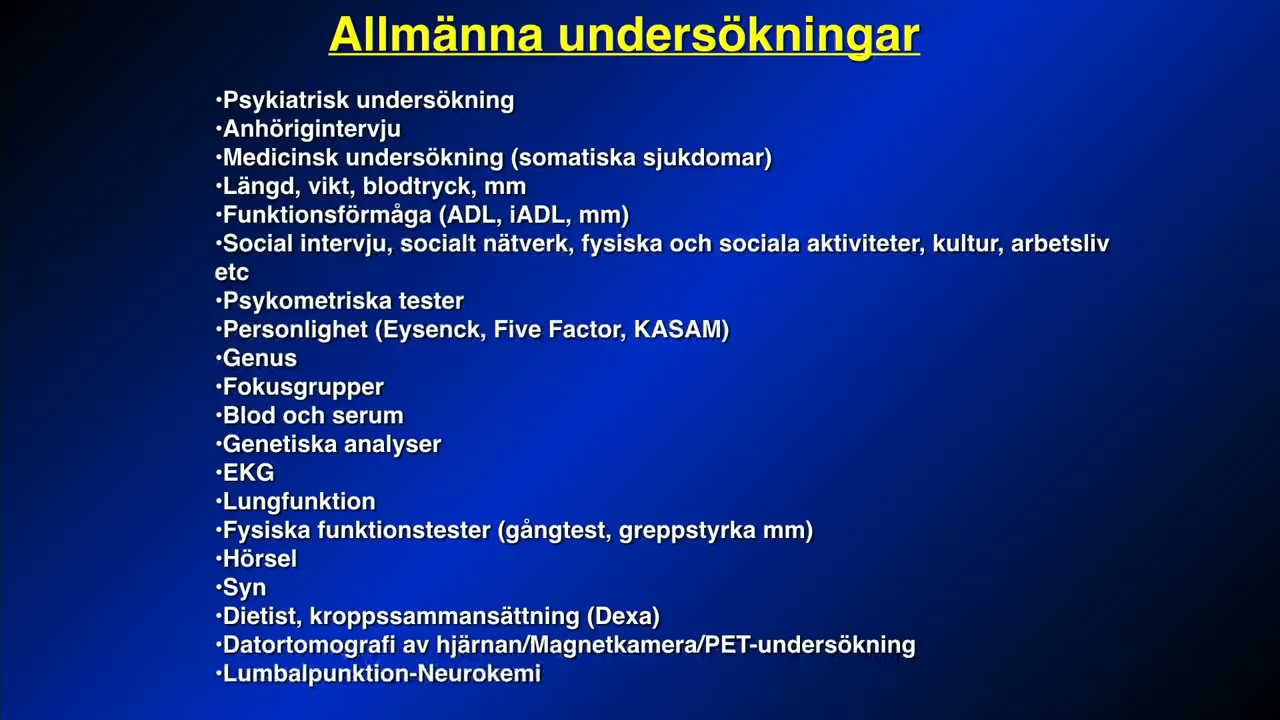 Allmänna undersökningar
•Psykiatrisk undersökning
•Anhörigintervju
•Medicinsk undersökning (somatiska sjukdomar)
•Längd, vikt, blodtryck, mm
•Funktionsförmåga (ADL, iADL, mm)
•Social intervju, socialt nätverk, fysiska och sociala aktiviteter, kultur, arbetsliv
etc
•Psykometriska tester
•Personlighet (Eysenck, Five Factor, KASAM)
•Genus
•Fokusgrupper
•Blod och serum
•Genetiska analyser
•EKG
•Lungfunktion
•Fysiska funktionstester (gångtest, greppstyrka mm)
•Hörsel
•Syn
•Dietist, kroppssammansättning (Dexa)
•Datortomografi av hjärnan/Magnetkamera/PET-undersökning
•Lumbalpunktion-Neurokemi